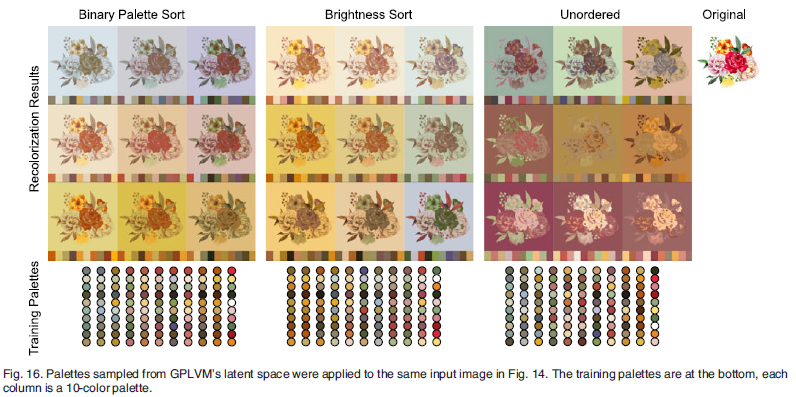 Binary Palette Sort
Brightness Sort
Unordered
Original
Recolorization Results
Training Palettes
Fig. 16. Palettes sampled from GPLVM's latent space were applied to the same input image in Fig. 14. The training palettes are at the bottom, each
column is a 10-color palette.